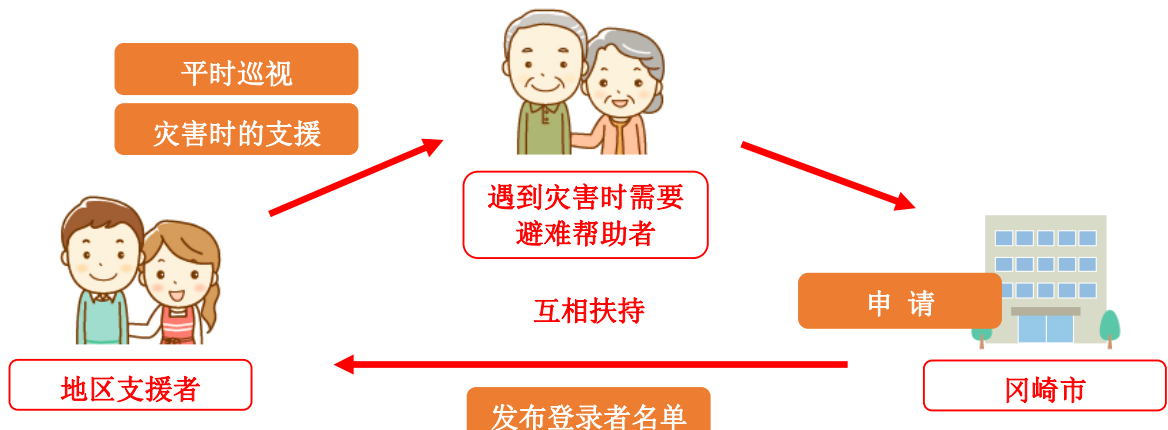 平时巡视
灾害时的支援
遇到灾害时需要
避难帮助者
申 请
互相扶持
地区支援者
冈崎市
发布登录者名单